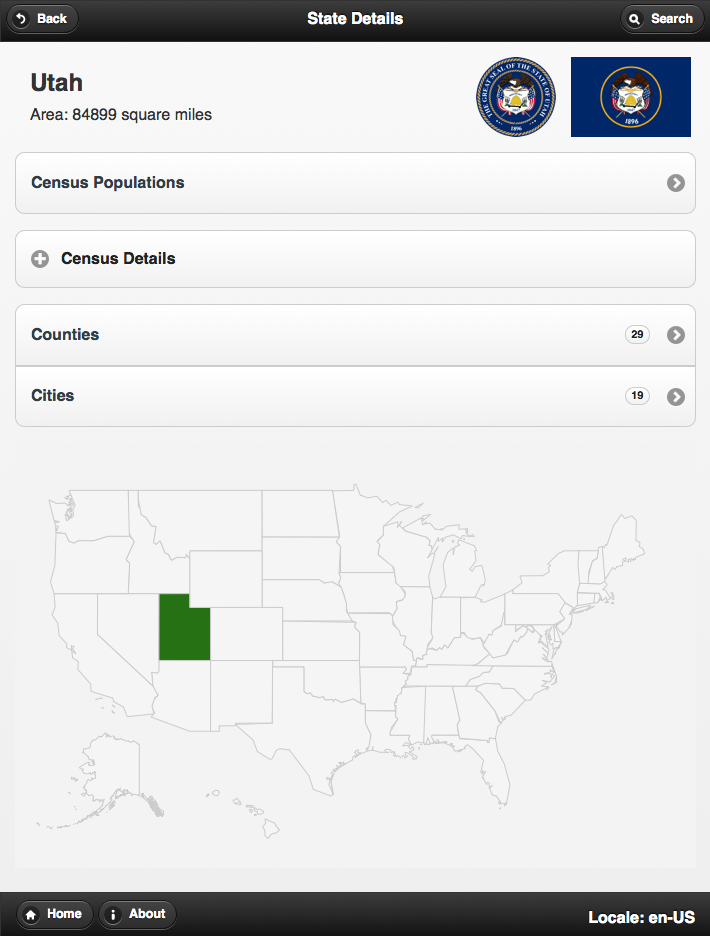 Back
State Details
Search
Utah
Area: 84899 square miles
THE GREAT SEAL OF THE STATE OF UTAH
1896
1896
Census Populations
Census Details
Counties
29
Cities
19
Home
About
Locale: en-US